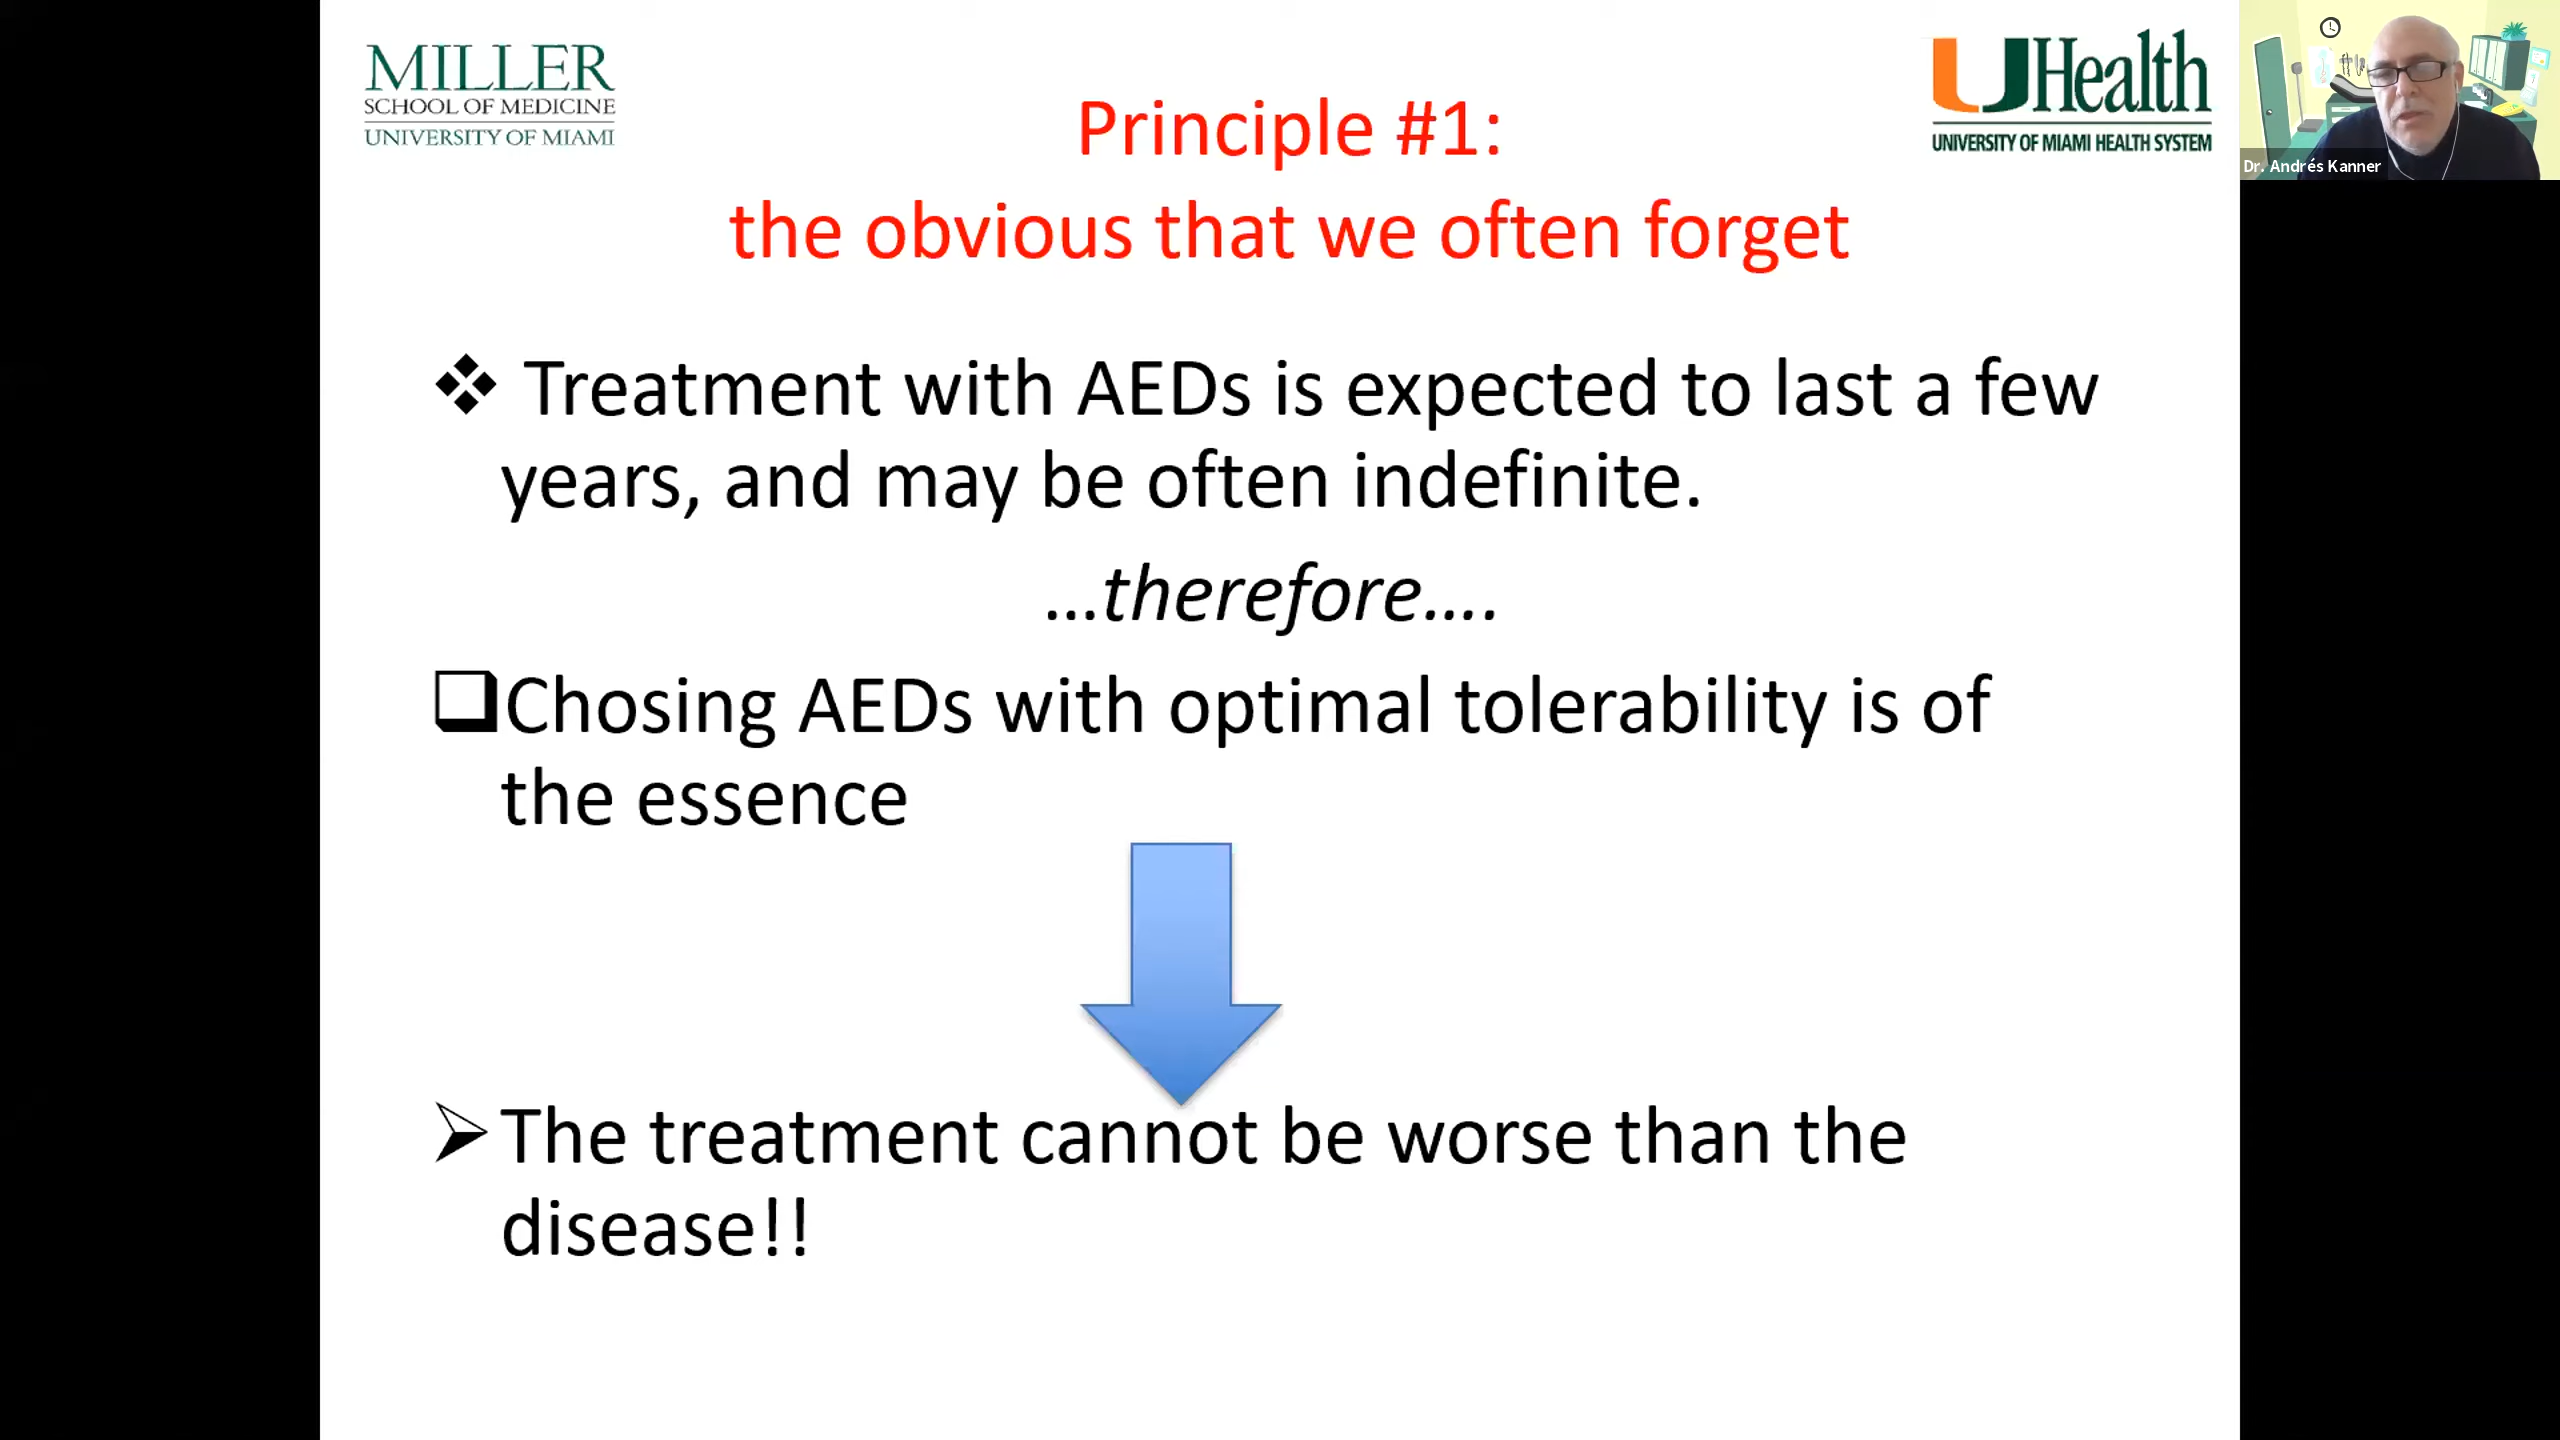 MILLER
SCHOOL OF MEDICINE
UNIVERSITY OF MIAMI
UHealth
UNIVERSITY OF MIAMI HEALTH SYSTEM
Dr. Andrés Kanner
Principle #1:
the obvious that we often forget
❖ Treatment with AEDs is expected to last a few
years, and may be often indefinite.
...therefore....
❑Chosing AEDs with optimal tolerability is of
the essence
➢The treatment cannot be worse than the
disease!!